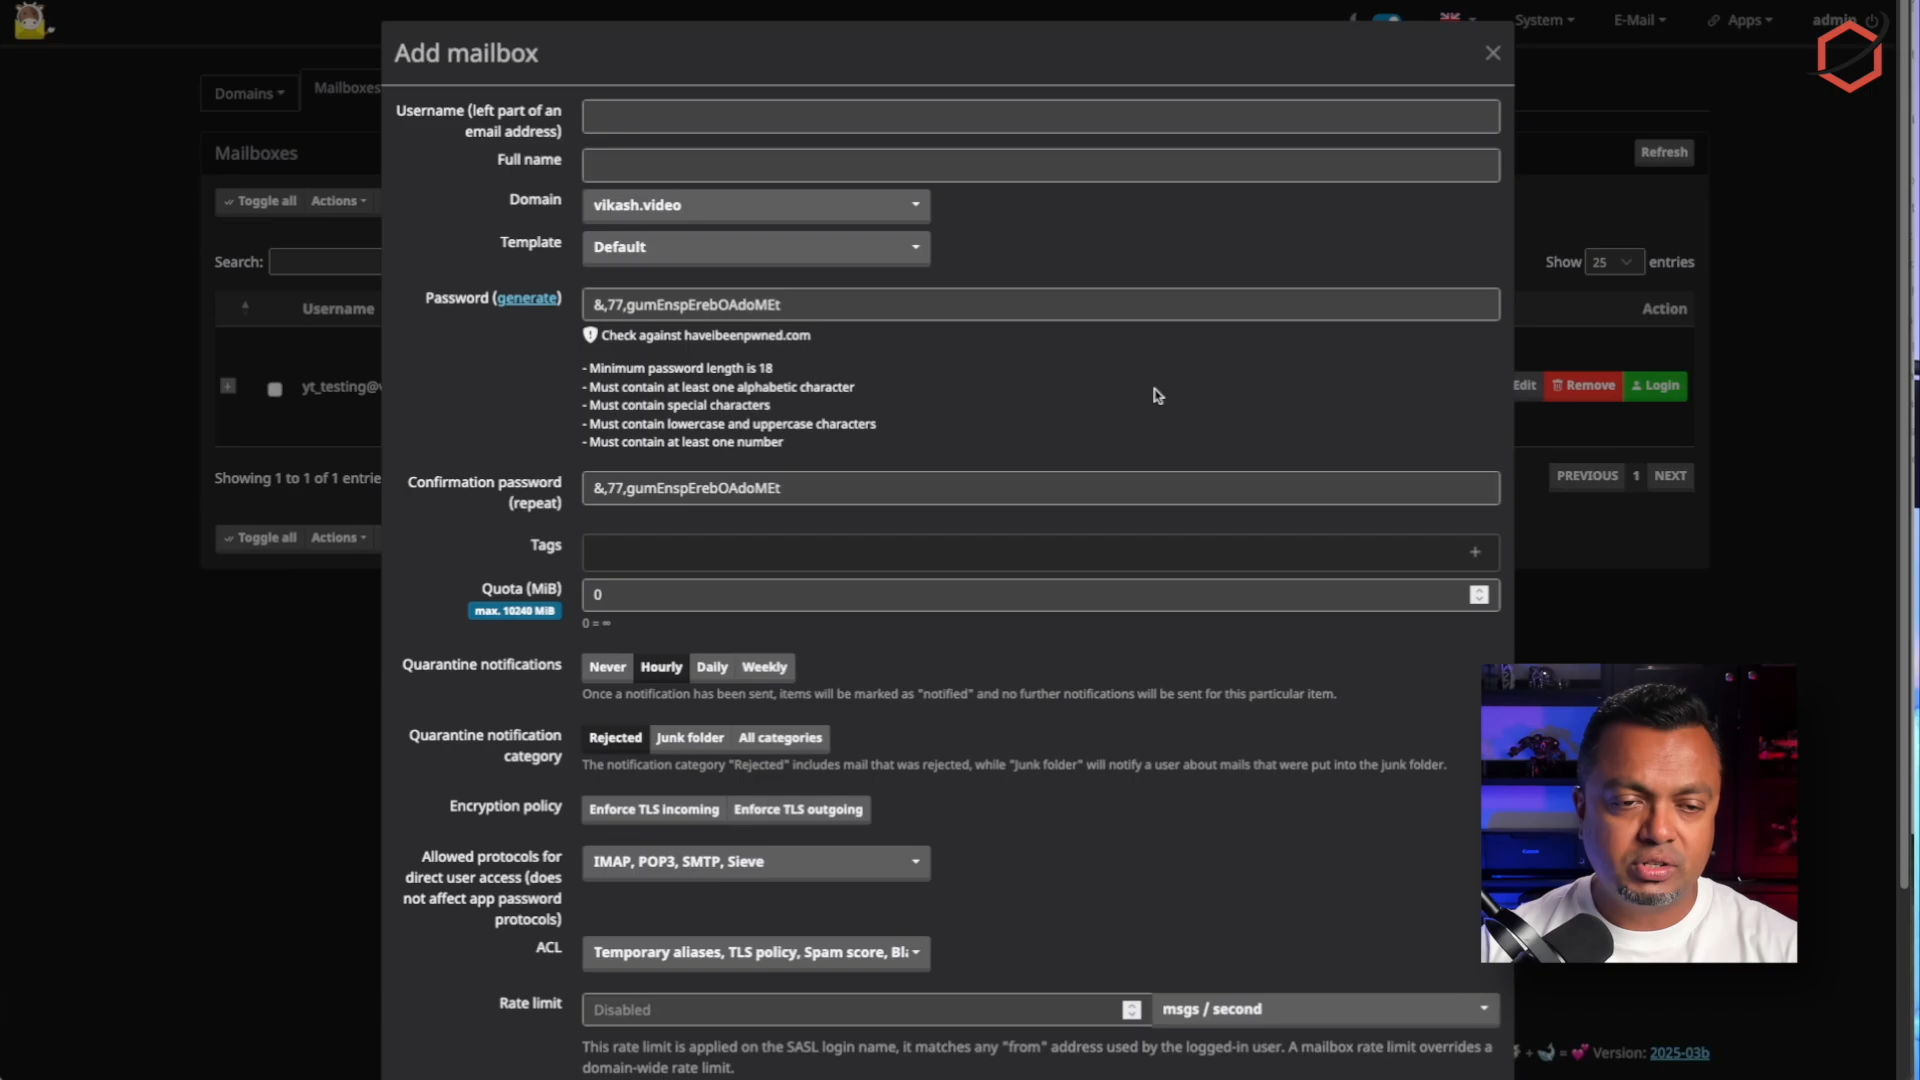 System
E-Mail
Apps
admin
Add mailbox
Domains
Mailboxes
Username (left part of an
email address)
Full name
Mailboxes
Refresh
Domain
vikash.video
Toggle all
Actions
Template
Default
Search:
Show 25 entries
Password (generate)
&,77,gumEnspErebOAdoMEt
Username
Action
Check against haveibeenpwned.com
- Minimum password length is 18
- Must contain at least one alphabetic character
- Must contain special characters
- Must contain lowercase and uppercase characters
- Must contain at least one number
yt_testing@v
Edit
Remove
Login
Showing 1 to 1 of 1 entrie
PREVIOUS 1 NEXT
Confirmation password
(repeat)
&,77,gumEnspErebOAdoMEt
Toggle all
Actions
Tags
+
Quota (MiB)
max. 10240 MiB
0
0 = ∞
Quarantine notifications
Never Hourly Daily Weekly
Once a notification has been sent, items will be marked as "notified" and no further notifications will be sent for this particular item.
Quarantine notification
category
Rejected Junk folder All categories
The notification category "Rejected" includes mail that was rejected, while "Junk folder" will notify a user about mails that were put into the junk folder.
Encryption policy
Enforce TLS incoming Enforce TLS outgoing
Allowed protocols for
direct user access (does
not affect app password
protocols)
IMAP, POP3, SMTP, Sieve
ACL
Temporary aliases, TLS policy, Spam score, Bla
Rate limit
Disabled
msgs / second
This rate limit is applied on the SASL login name, it matches any "from" address used by the logged-in user. A mailbox rate limit overrides a
domain-wide rate limit.
+ = Version: 2025-03b